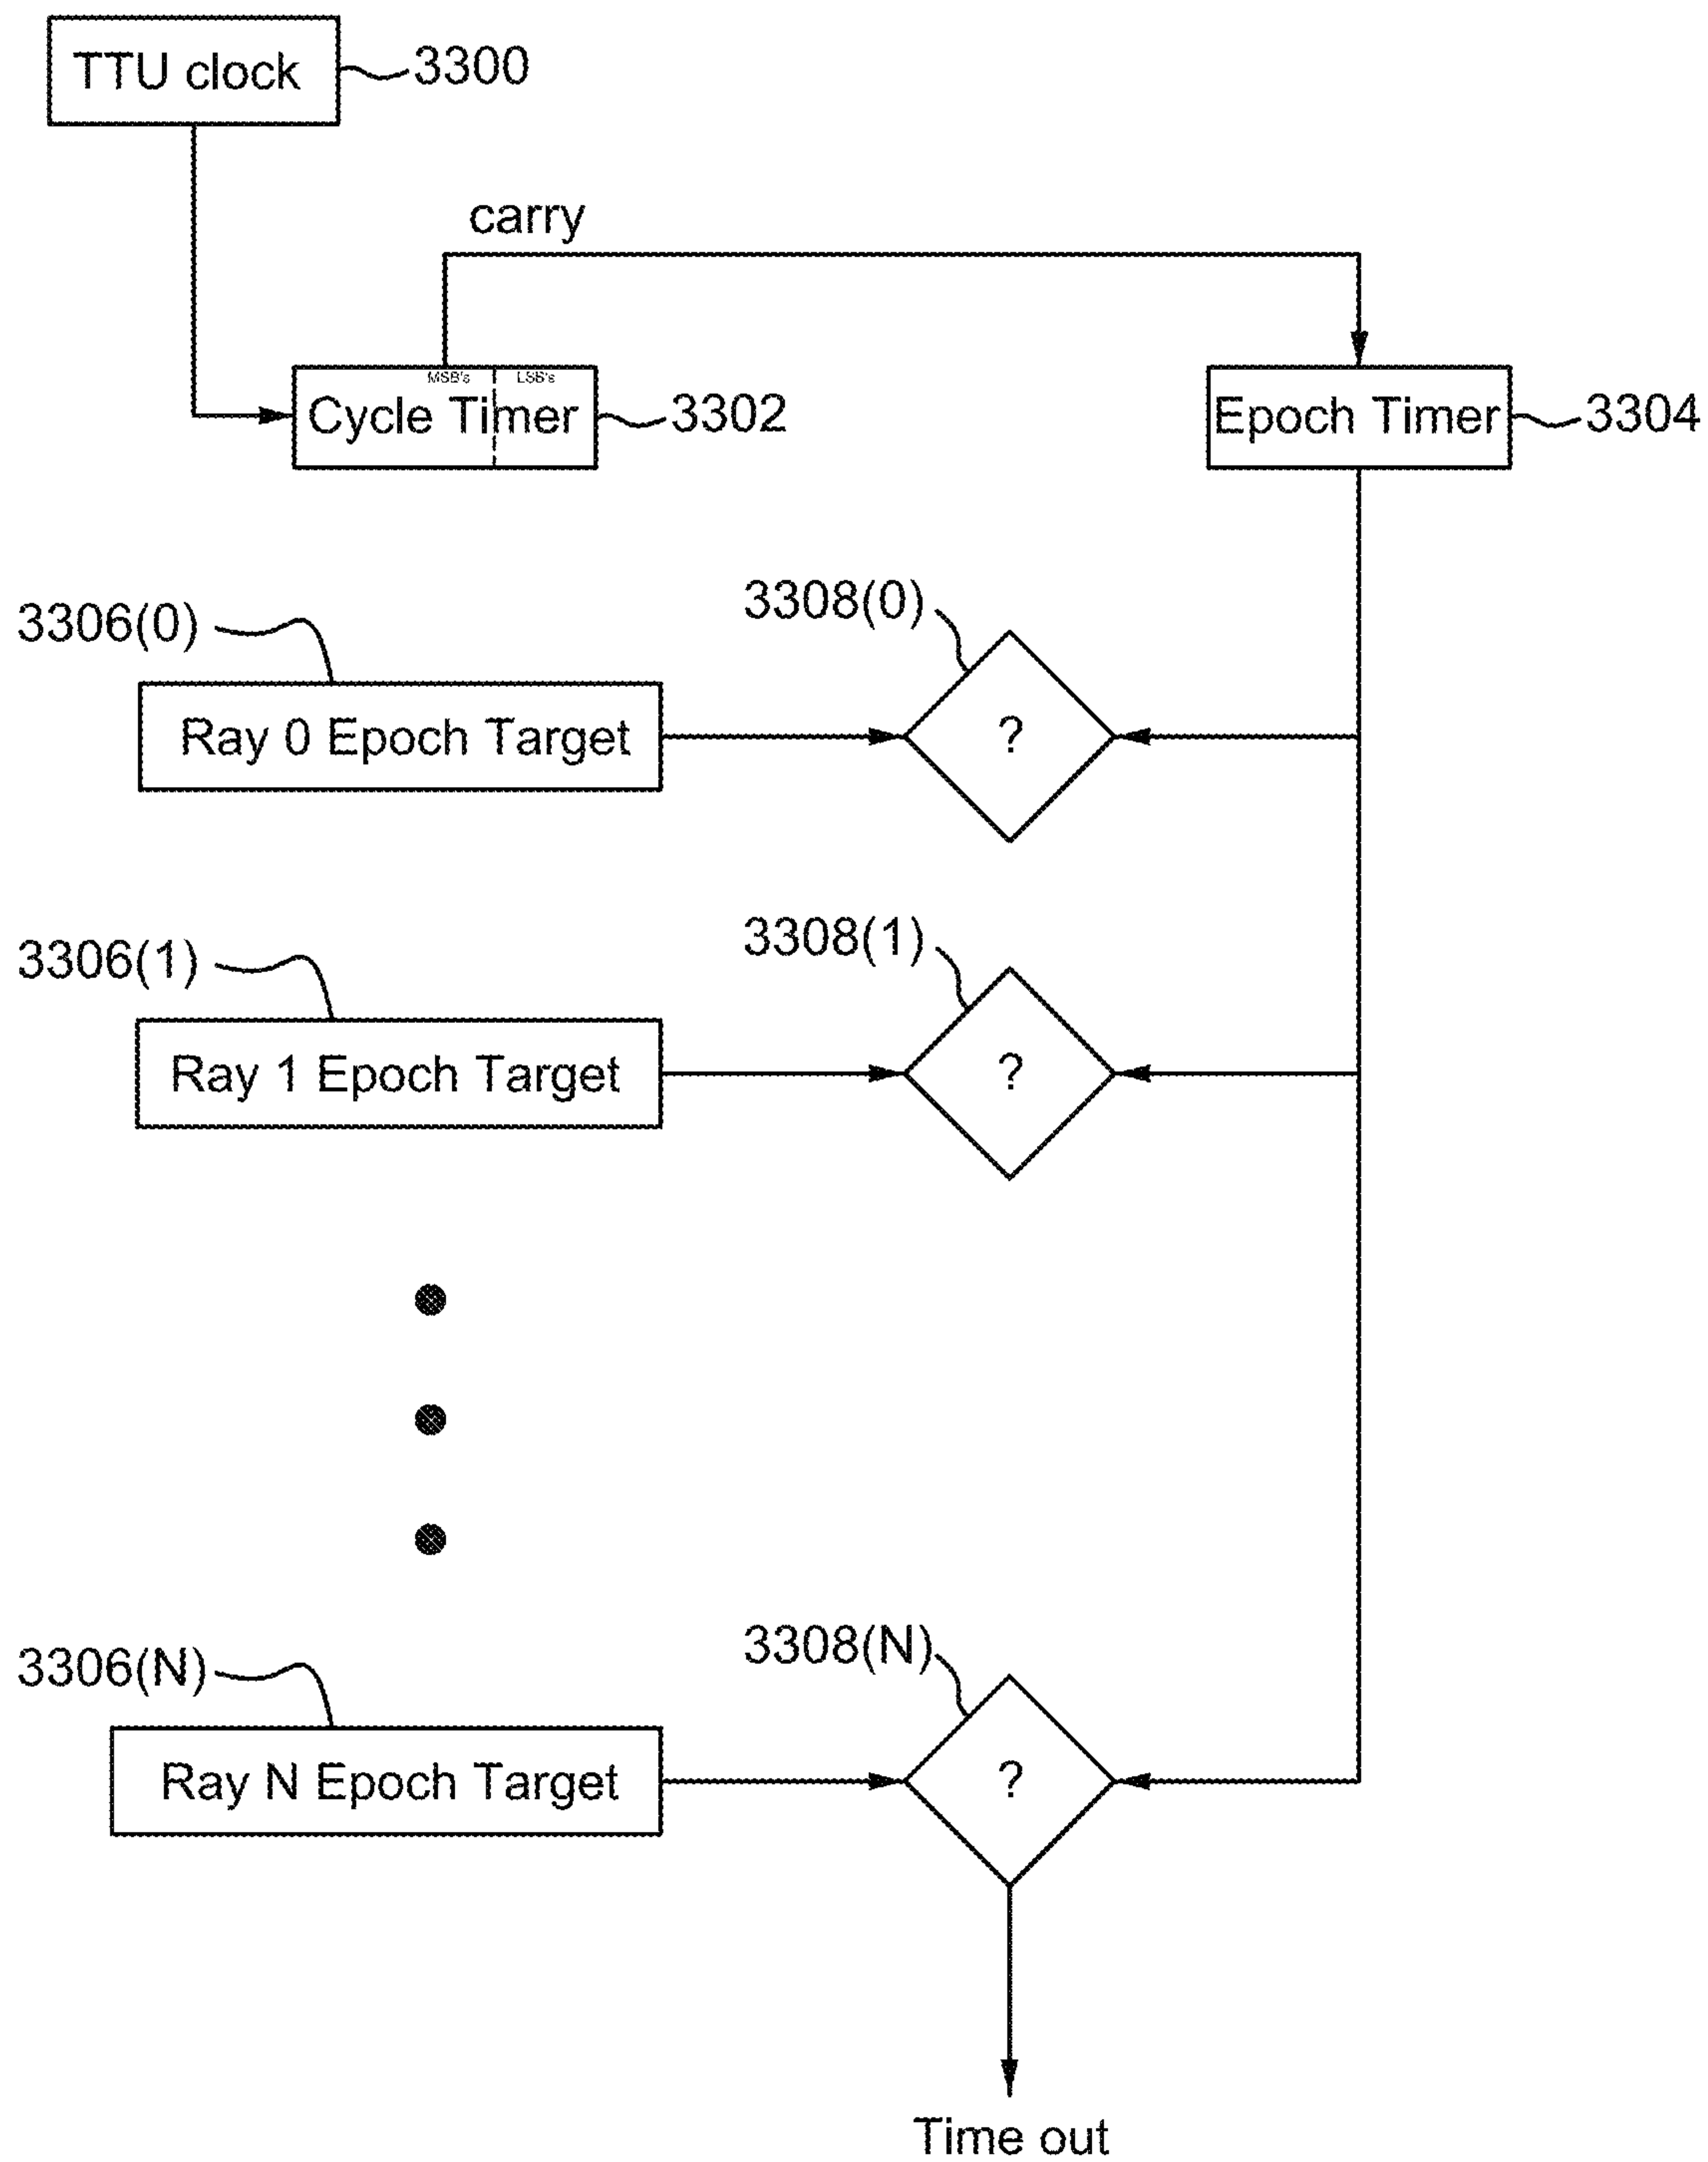 TTU clock
3300
carry
MSB's
LSB's
Cycle Timer
3302
Epoch Timer
3304
3306(0)
3308(0)
Ray 0 Epoch Target
?
3306(1)
3308(1)
Ray 1 Epoch Target
?
3306(N)
3308(N)
Ray N Epoch Target
?
Time out